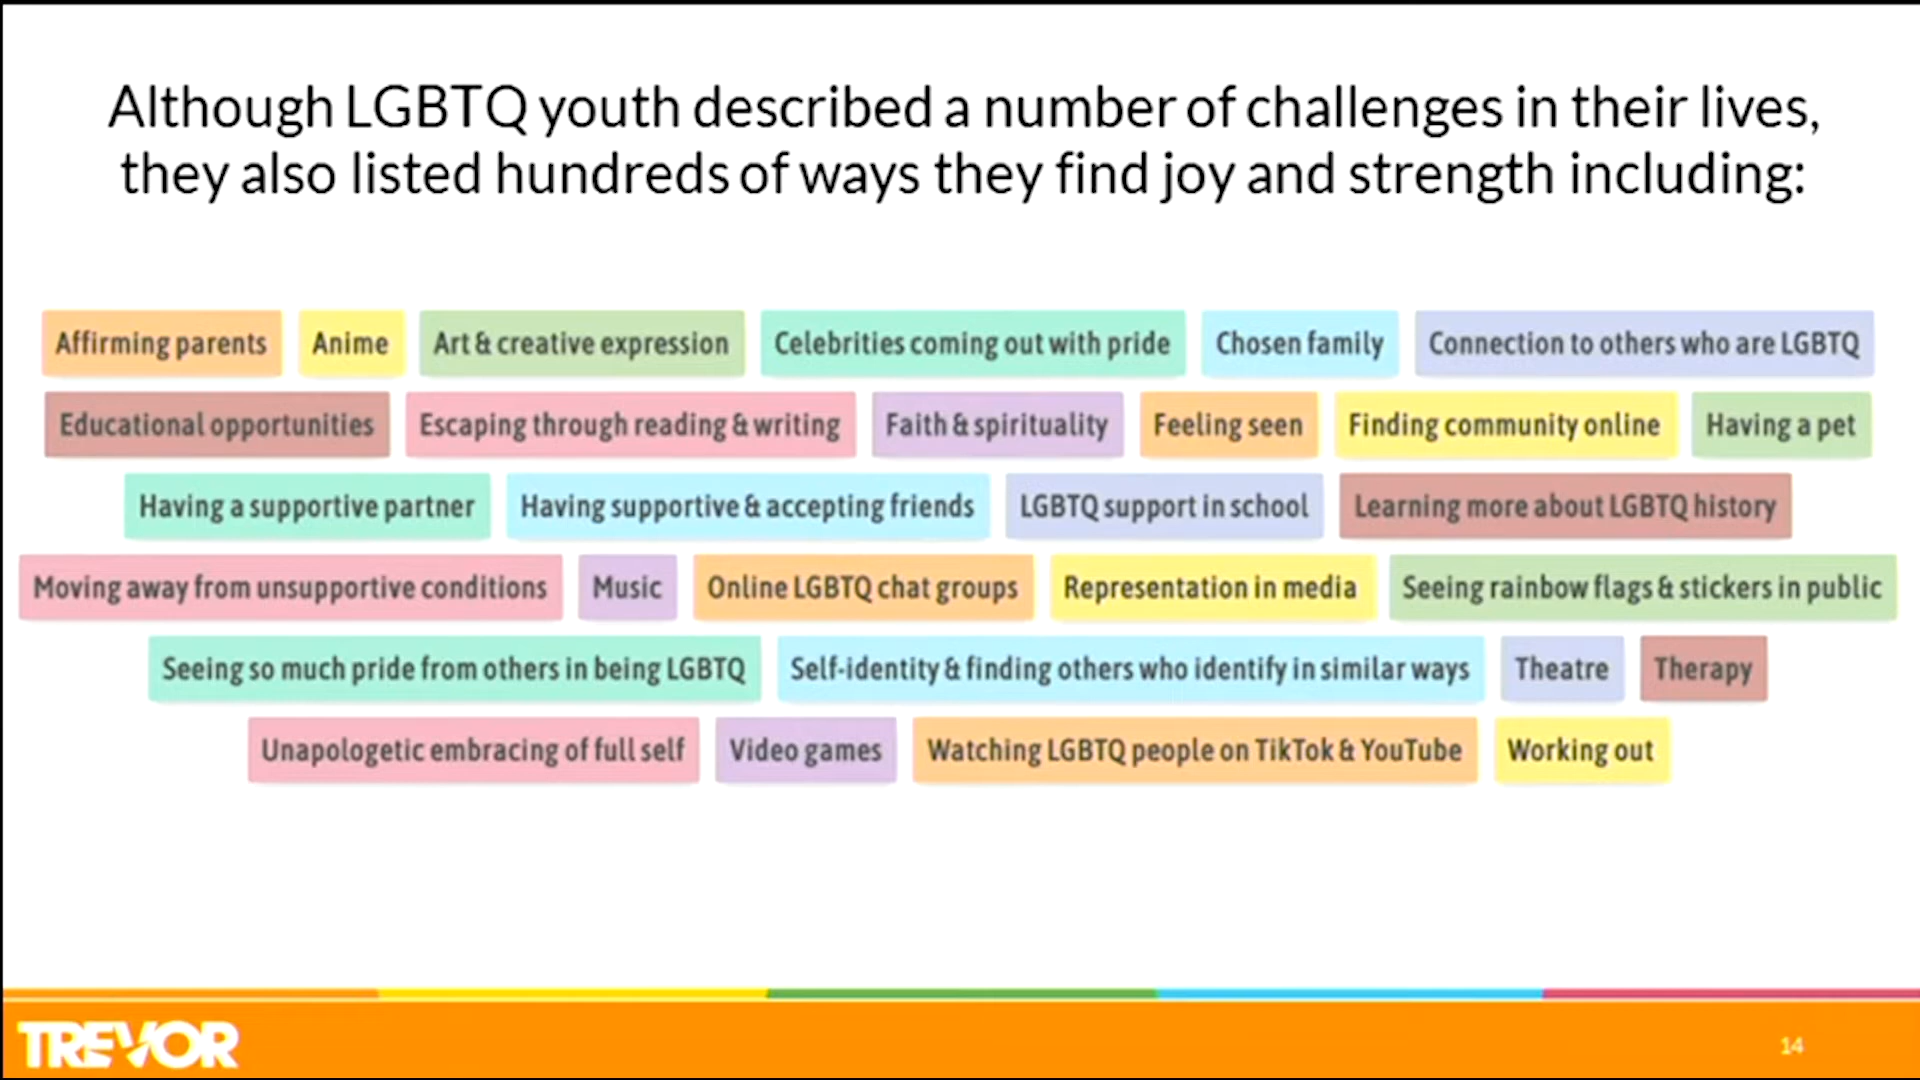 Although LGBTQ youth described a number of challenges in their lives,
they also listed hundreds of ways they find joy and strength including:
Affirming parents Anime Art & creative expression Celebrities coming out with pride Chosen family Connection to others who are LGBTQ
Educational opportunities Escaping through reading & writing Faith & spirituality Feeling seen Finding community online Having a pet
Having a supportive partner Having supportive & accepting friends LGBTQ support in school Learning more about LGBTQ history
Moving away from unsupportive conditions Music Online LGBTQ chat groups Representation in media Seeing rainbow flags & stickers in public
Seeing so much pride from others in being LGBTQ Self-identity & finding others who identify in similar ways Theatre Therapy
Unapologetic embracing of full self Video games Watching LGBTQ people on TikTok & YouTube Working out
TREVOR 14